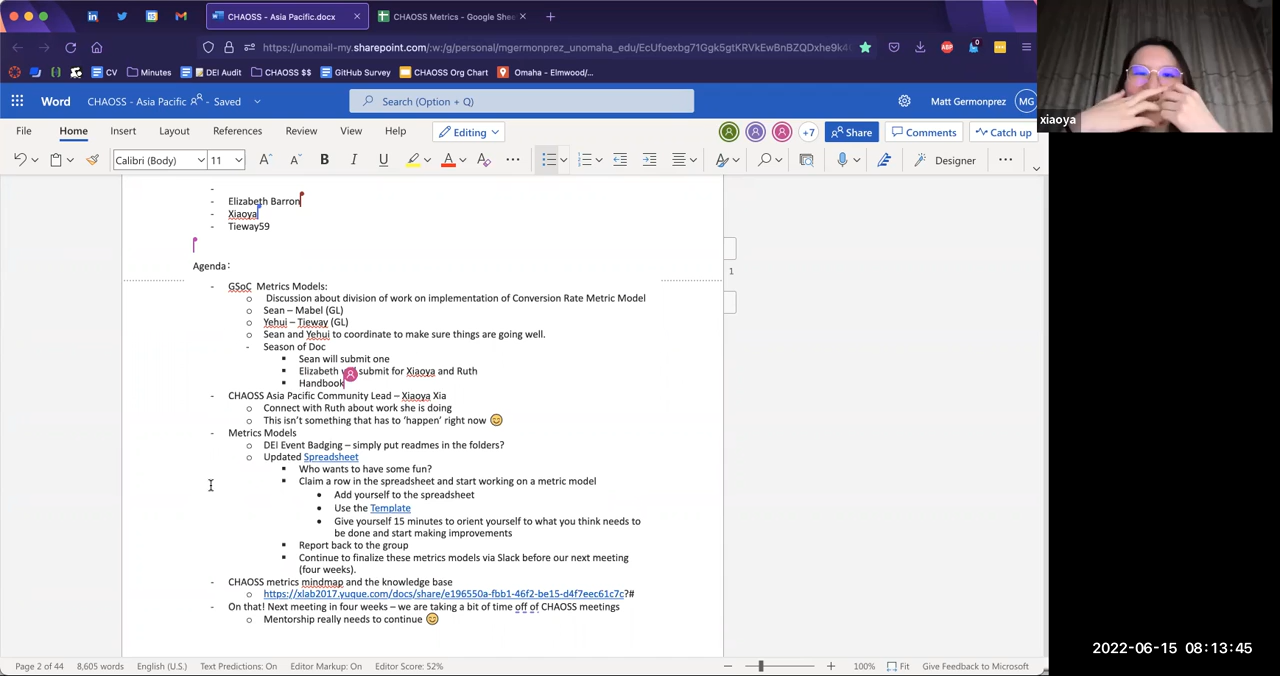 CHAOSS - Asia Pacific.docx
CHAOSS Metrics - Google Shee
https://unomail-my.sharepoint.com/:w:/g/personal/mgermonprez_unomaha_edu/EcUfoexbg71Ggk5gtKRVkEwBnBZQDxhe9k4
CV
Minutes
DEI Audit
CHAOSS $$
GitHub Survey
CHAOSS Org Chart
Omaha - Elmwood/...
Word
CHAOSS - Asia Pacific - Saved
Search (Option + Q)
Matt Germonprez
MG
xiaoya
File
Home
Insert
Layout
References
Review
View
Help
Editing
+7
Share
Comments
Catch up
Calibri (Body)
11
B
I
U
Designer
- Elizabeth Barron
- Xiaoya
- Tieway59
Agenda:
1
- GSoC Metrics Models:
o Discussion about division of work on implementation of Conversion Rate Metric Model
o Sean – Mabel (GL)
o Yehui – Tieway (GL)
o Sean and Yehui to coordinate to make sure things are going well.
- Season of Doc
▪ Sean will submit one
▪ Elizabeth will submit for Xiaoya and Ruth
▪ Handbook
- CHAOSS Asia Pacific Community Lead – Xiaoya Xia
o Connect with Ruth about work she is doing
o This isn't something that has to 'happen' right now 😊
- Metrics Models
o DEI Event Badging – simply put readmes in the folders?
o Updated Spreadsheet
▪ Who wants to have some fun?
▪ Claim a row in the spreadsheet and start working on a metric model
• Add yourself to the spreadsheet
• Use the Template
• Give yourself 15 minutes to orient yourself to what you think needs to
be done and start making improvements
▪ Report back to the group
▪ Continue to finalize these metrics models via Slack before our next meeting
(four weeks).
- CHAOSS metrics mindmap and the knowledge base
o https://xlab2017.yuque.com/docs/share/e196550a-fbb1-46f2-be15-d4f7eec61c7c?#
- On that! Next meeting in four weeks – we are taking a bit of time off of CHAOSS meetings
o Mentorship really needs to continue 😊
2022-06-15 08:13:45
Page 2 of 44
8,605 words
English (U.S.)
Text Predictions: On
Editor Markup: On
Editor Score: 52%
100%
Fit
Give Feedback to Microsoft